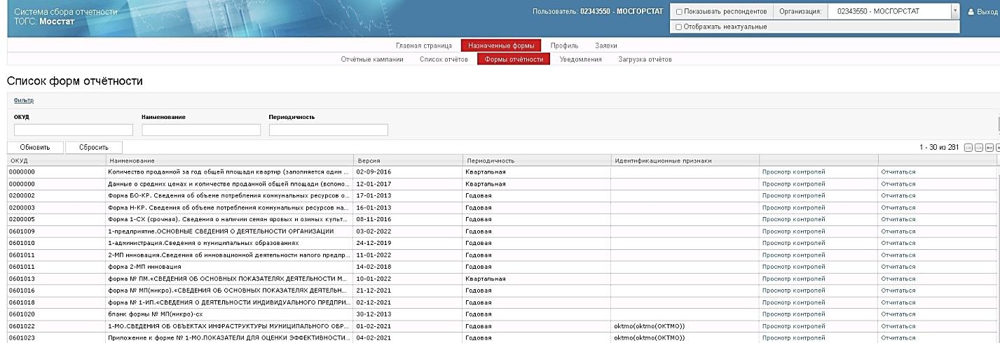 Система сбора отчетности
ТОГС: Мосстат
Пользователь: 02343550 - МОСГОРСТАТ
Показывать респондентов Организация: 02343550 - МОСГОРСТАТ
Выход
Отображать неактуальные
Главная страница Назначенные формы Профиль Заявки
Отчётные кампании Список отчётов Формы отчётности Уведомления Загрузка отчётов
Список форм отчётности
Фильтр
ОКУД Наименование Периодичность
Обновить Сбросить 1 - 30 из 281
ОКУД Наименование Версия Периодичность Идентификационные признаки
0000000 Количество проданной за год общей площади квартир (заполняется один ... 02-09-2016 Квартальная Просмотр контролей Отчитаться
0000000 Данные о средних ценах и количестве проданной общей площади (вспомо... 12-01-2017 Квартальная Просмотр контролей Отчитаться
0200002 Форма БО-КР. Сведения об объеме потребления коммунальных ресурсов о... 17-01-2013 Годовая Просмотр контролей Отчитаться
0200003 Форма Н-КР. Сведения об объеме потребления коммунальных ресурсов на... 16-01-2013 Годовая Просмотр контролей Отчитаться
0200005 Форма 1-СХ (срочная). Сведения о наличии семян яровых и озимых культ... 08-11-2016 Годовая Просмотр контролей Отчитаться
0601009 1-предприятие.ОСНОВНЫЕ СВЕДЕНИЯ О ДЕЯТЕЛЬНОСТИ ОРГАНИЗАЦИИ 03-02-2022 Годовая Просмотр контролей Отчитаться
0601010 1-администрация.Сведения о муниципальных образованиях 24-12-2019 Годовая Просмотр контролей Отчитаться
0601011 2-МП инновация.Сведения об инновационной деятельности малого предпр... 11-01-2022 Годовая Просмотр контролей Отчитаться
0601011 форма 2-МП инновация 14-02-2018 Годовая Просмотр контролей Отчитаться
0601013 форма № ПМ.«СВЕДЕНИЯ ОБ ОСНОВНЫХ ПОКАЗАТЕЛЯХ ДЕЯТЕЛЬНОСТИ М... 10-01-2022 Квартальная Просмотр контролей Отчитаться
0601016 форма № МП(микро).«СВЕДЕНИЯ ОБ ОСНОВНЫХ ПОКАЗАТЕЛЯХ ДЕЯТЕЛЬН... 21-12-2021 Годовая Просмотр контролей Отчитаться
0601018 форма № 1-ИП.«СВЕДЕНИЯ О ДЕЯТЕЛЬНОСТИ ИНДИВИДУАЛЬНОГО ПРЕДПРИ... 02-12-2021 Годовая Просмотр контролей Отчитаться
0601020 бланк формы № МП(микро)-сх 30-12-2013 Годовая Просмотр контролей Отчитаться
0601022 1-МО.СВЕДЕНИЯ ОБ ОБЪЕКТАХ ИНФРАСТРУКТУРЫ МУНИЦИПАЛЬНОГО ОБР... 01-02-2021 Годовая oktmo(oktmo(ОКТМО)) Просмотр контролей Отчитаться
0601023 Приложение к форме № 1-МО.ПОКАЗАТЕЛИ ДЛЯ ОЦЕНКИ ЭФФЕКТИВНОСТИ... 04-02-2021 Годовая oktmo(oktmo(ОКТМО)) Просмотр контролей Отчитаться